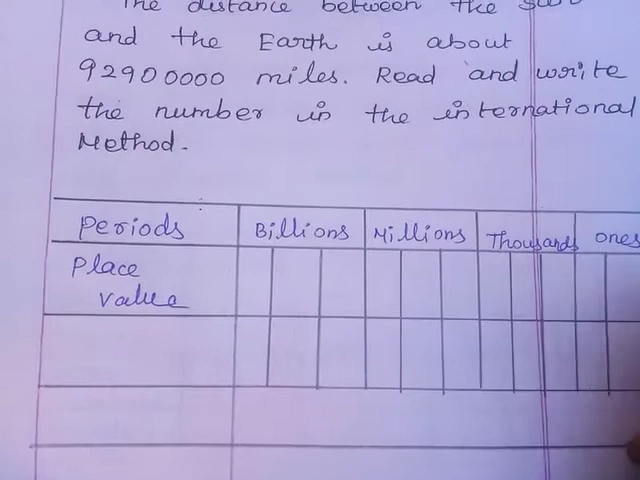 The distance between the Sun
and the Earth is about
92900000 miles. Read and write
the number in the international
Method.
Periods Billions Millions Thousands ones
Place
value